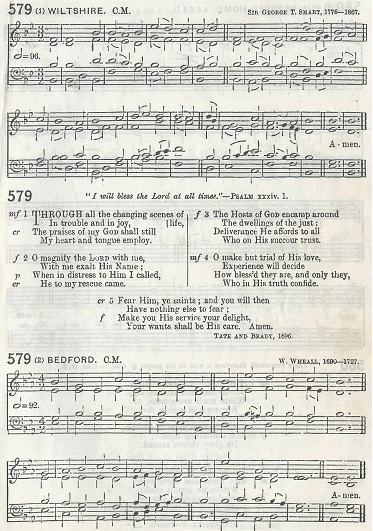 579 (1) WILTSHIRE. C.M. SIR GEORGE T. SMART, 1776–1867.
=96.
A - men.
579 "I will bless the Lord at all times."—PSALM xxxiv. 1.
mf 1 THROUGH all the changing scenes of
In trouble and in joy, [life,
cr The praises of my GOD shall still
My heart and tongue employ.
f 2 O magnify the LORD with me,
With me exalt His Name;
p When in distress to Him I called,
cr He to my rescue came.
f 3 The Hosts of GOD encamp around
The dwellings of the just;
Deliverance He affords to all
Who on His succour trust.
mf 4 O make but trial of His love,
Experience will decide
How bless'd they are, and only they,
Who in His truth confide.
cr 5 Fear Him, ye saints; and you will then
Have nothing else to fear;
f Make you His service your delight,
Your wants shall be His care. Amen.
TATE AND BRADY, 1696.
579 (2) BEDFORD. C.M. W. WHEALL, 1690–1727.
=92.
A-men.